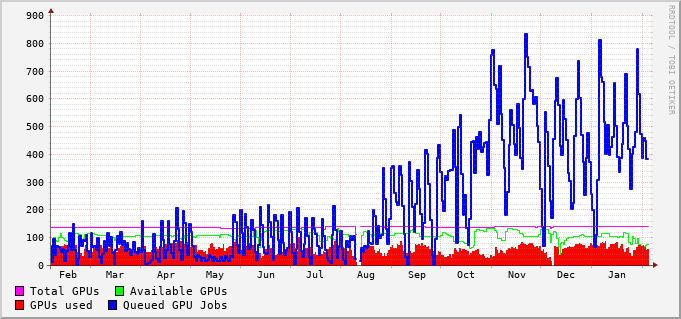 900
800
700
600
500
400
300
200
100
0
Feb Mar Apr May Jun Jul Aug Sep Oct Nov Dec Jan
Total GPUs Available GPUs
GPUs used Queued GPU Jobs
RRDTOOL / TOBI OETIKER